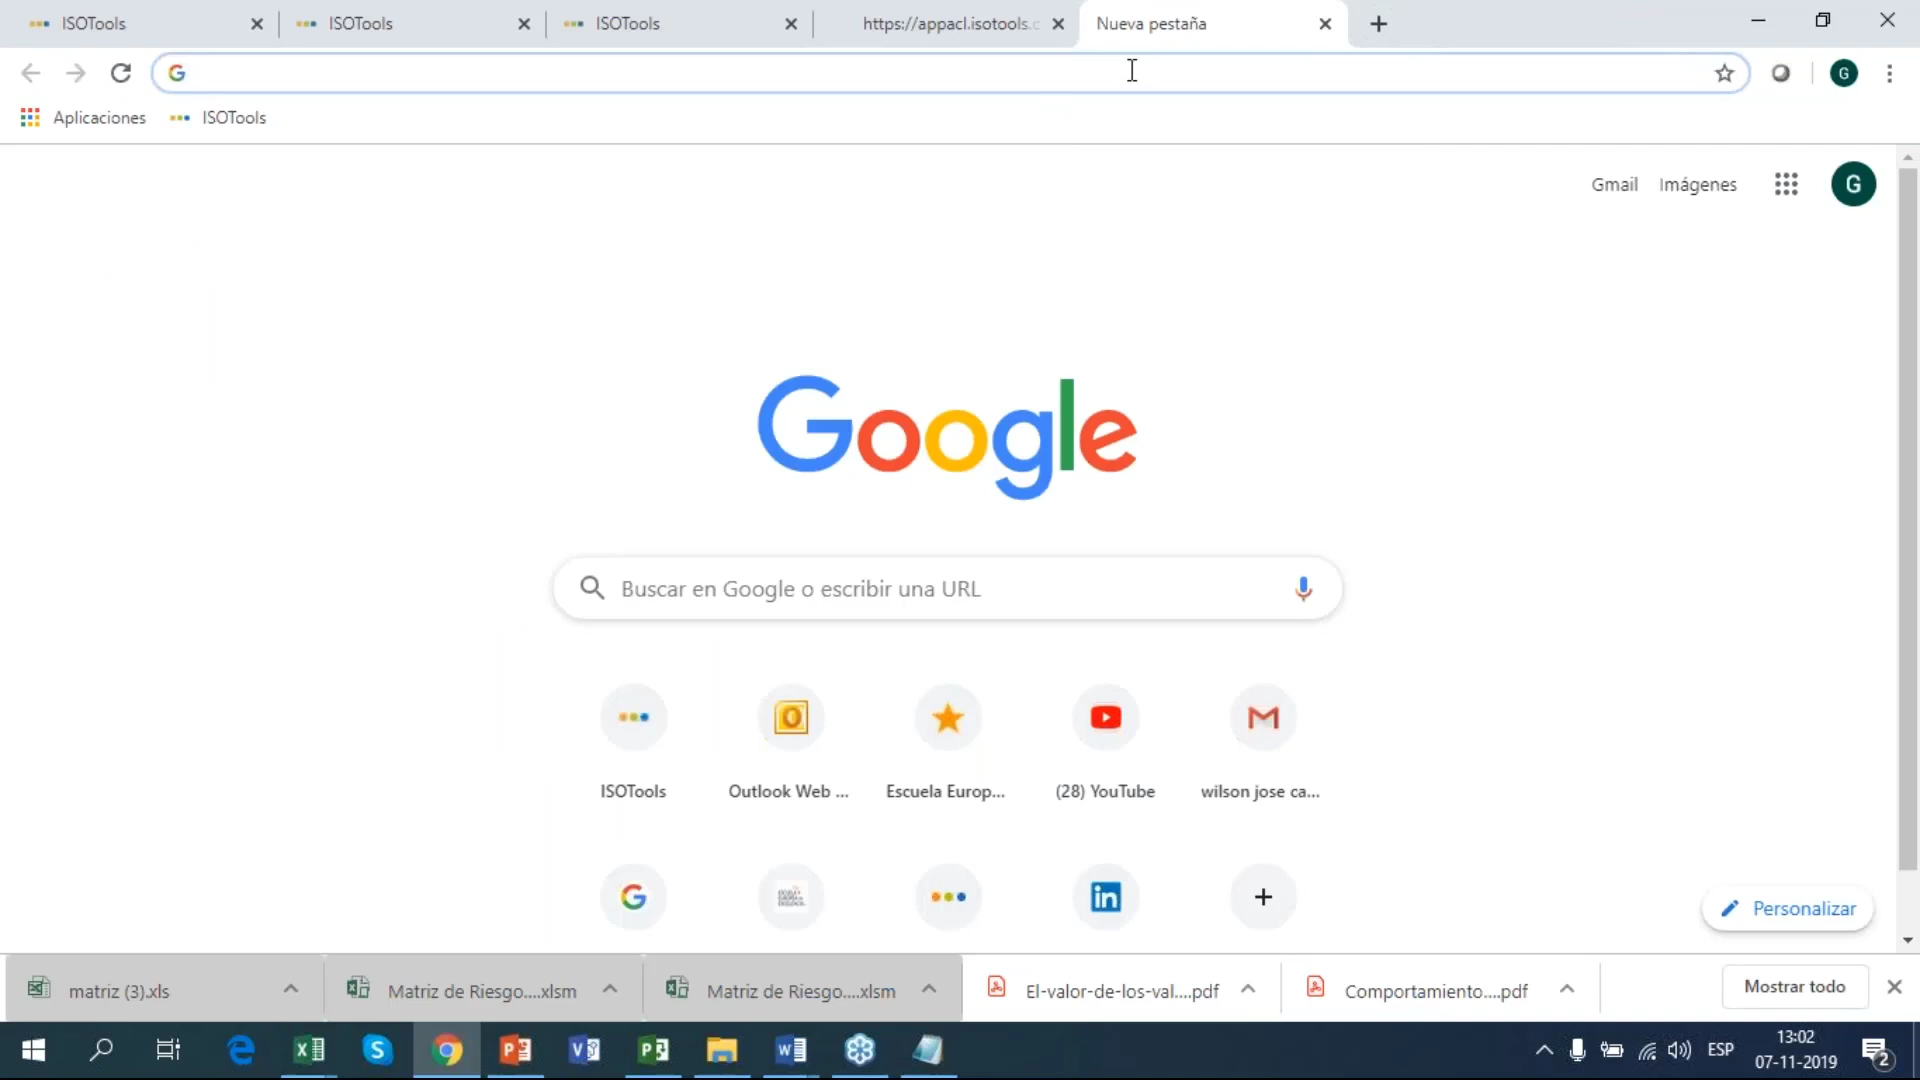 ISOTools
ISOTools
ISOTools
https://appacl.isotools.c
Nueva pestaña
G
Aplicaciones
ISOTools
Gmail
Imágenes
G
Google
Buscar en Google o escribir una URL
ISOTools
Outlook Web ...
Escuela Europ...
(28) YouTube
wilson jose ca...
Personalizar
matriz (3).xls
Matriz de Riesgo....xlsm
Matriz de Riesgo....xlsm
El-valor-de-los-val....pdf
Comportamiento....pdf
Mostrar todo
ESP
13:02
07-11-2019
2